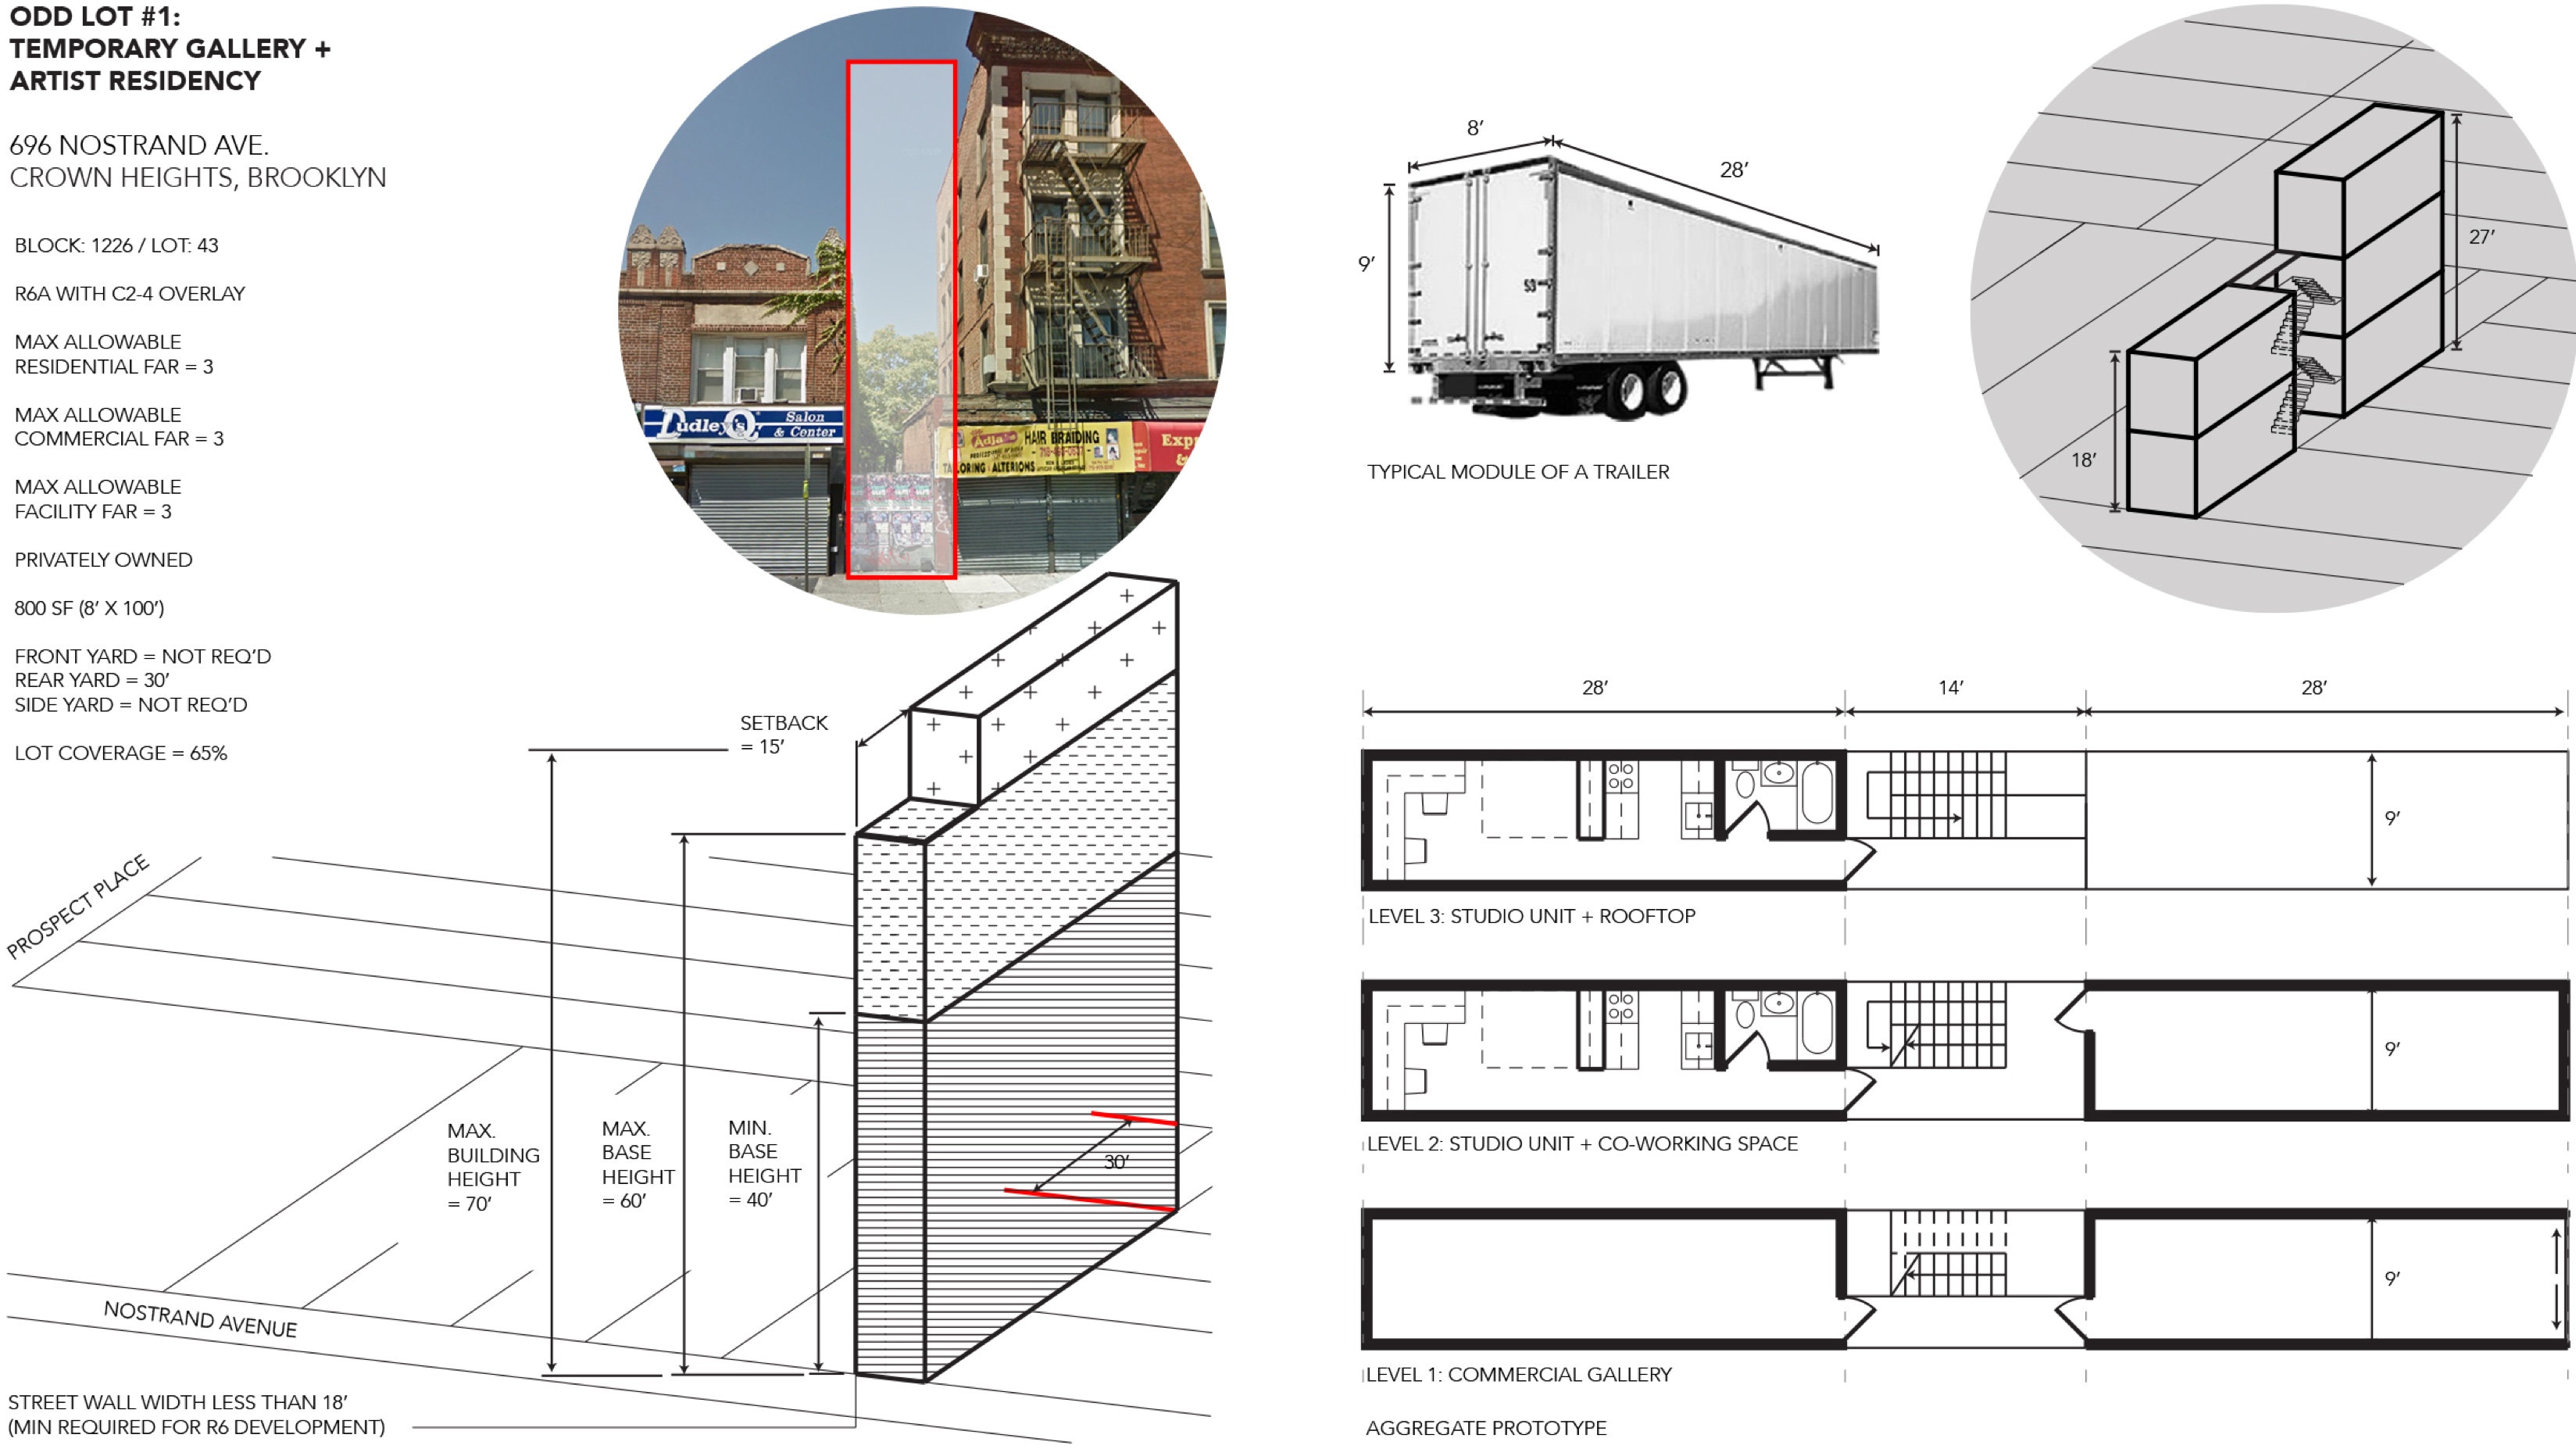 ODD LOT #1:
TEMPORARY GALLERY +
ARTIST RESIDENCY
696 NOSTRAND AVE.
CROWN HEIGHTS, BROOKLYN
BLOCK: 1226 / LOT: 43
R6A WITH C2-4 OVERLAY
MAX ALLOWABLE
RESIDENTIAL FAR = 3
MAX ALLOWABLE
COMMERCIAL FAR = 3
MAX ALLOWABLE
FACILITY FAR = 3
PRIVATELY OWNED
800 SF (8’ X 100’)
FRONT YARD = NOT REQ’D
REAR YARD = 30’
SIDE YARD = NOT REQ’D
LOT COVERAGE = 65%
Dudley's Q
Salon
& Center
Adja's HAIR BRAIDING
TAILORING ALTERIONS
Exp
&
SETBACK
= 15’
PROSPECT PLACE
MAX.
BUILDING
HEIGHT
= 70’
MAX.
BASE
HEIGHT
= 60’
MIN.
BASE
HEIGHT
= 40’
30’
NOSTRAND AVENUE
STREET WALL WIDTH LESS THAN 18’
(MIN REQUIRED FOR R6 DEVELOPMENT)
8’
28’
9’
53
TYPICAL MODULE OF A TRAILER
27’
18’
28’
14’
28’
9’
LEVEL 3: STUDIO UNIT + ROOFTOP
9’
LEVEL 2: STUDIO UNIT + CO-WORKING SPACE
9’
LEVEL 1: COMMERCIAL GALLERY
AGGREGATE PROTOTYPE